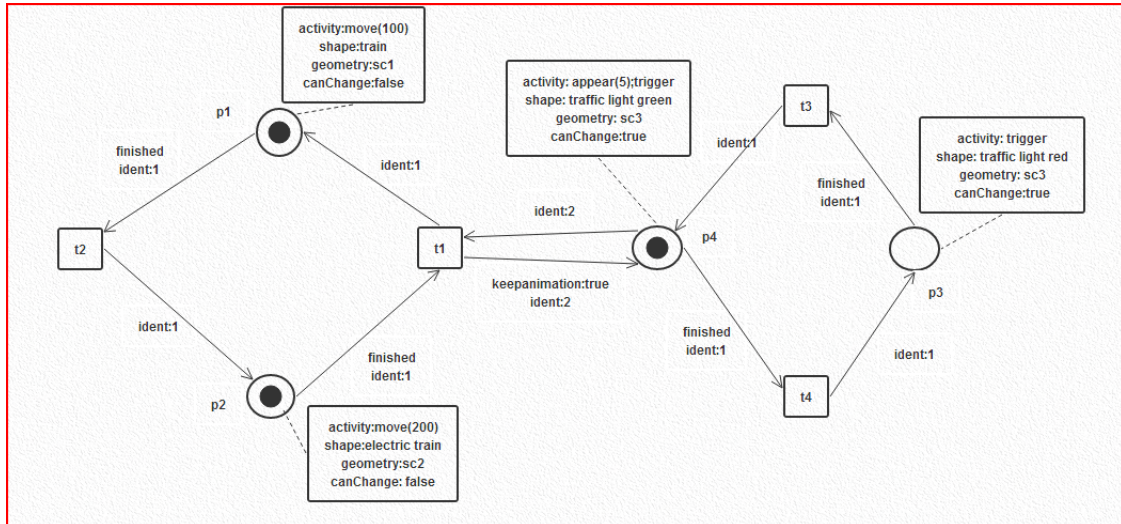 activity:move(100)
shape:train
geometry:sc1
canChange:false
p1
finished
ident:1
ident:1
t2
t1
ident:1
finished
ident:1
p2
activity:move(200)
shape:electric train
geometry:sc2
canChange: false
activity: appear(5);trigger
shape: traffic light green
geometry: sc3
canChange:true
ident:2
keepanimation:true
ident:2
p4
t3
ident:1
finished
ident:1
activity: trigger
shape: traffic light red
geometry: sc3
canChange:true
p3
finished
ident:1
ident:1
t4